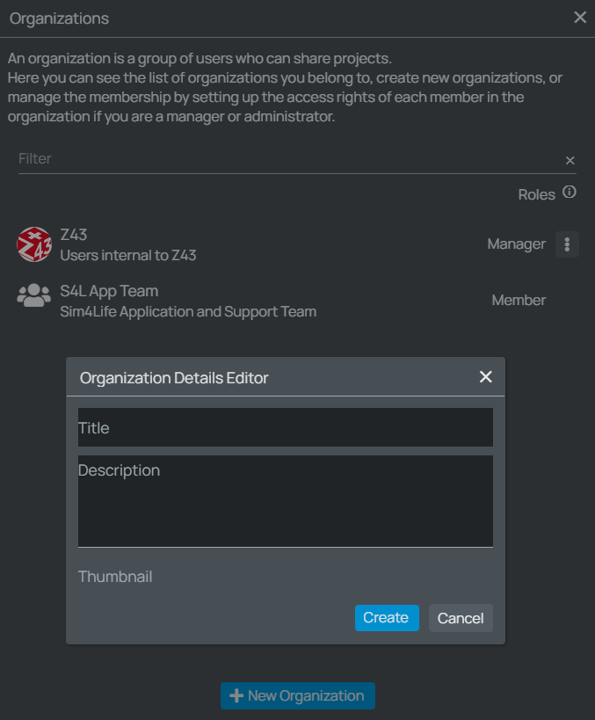 Organizations
An organization is a group of users who can share projects.
Here you can see the list of organizations you belong to, create new organizations, or
manage the membership by setting up the access rights of each member in the
organization if you are a manager or administrator.
Filter
Roles
Z43
Z43
Users internal to Z43
Manager
S4L App Team
Sim4Life Application and Support Team
Member
Organization Details Editor
Title
Description
Thumbnail
Create
Cancel
New Organization